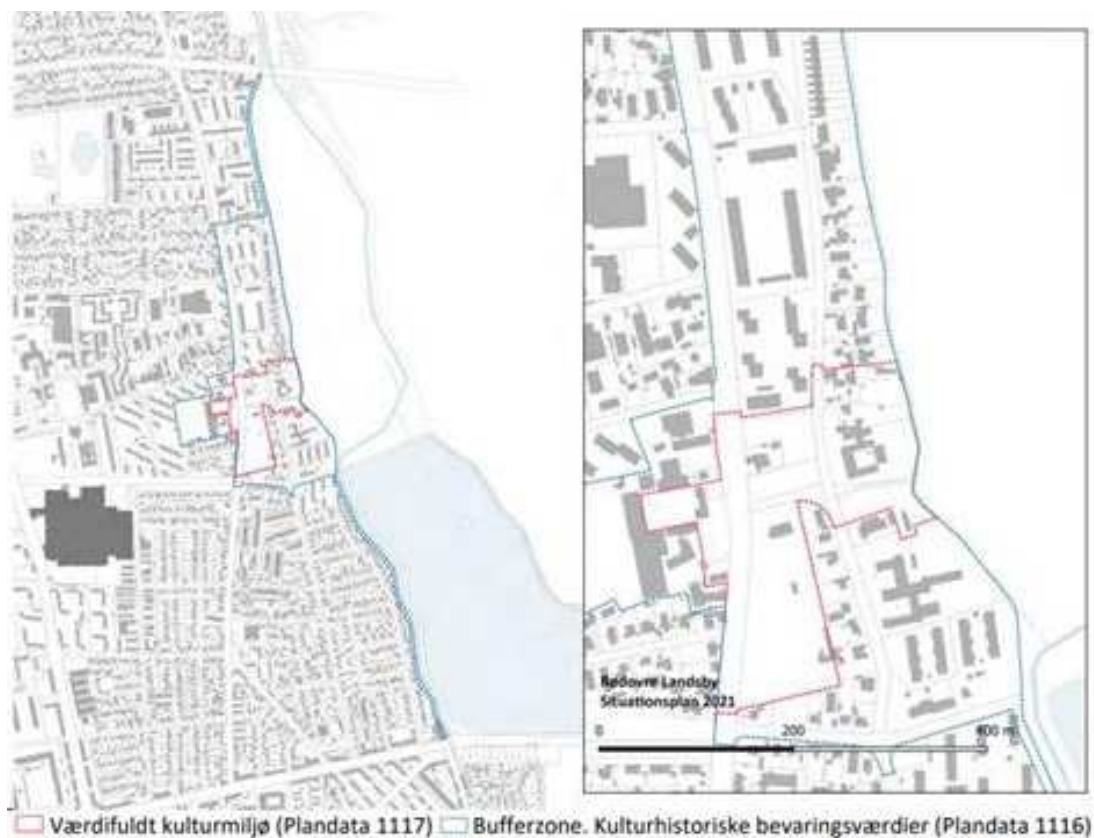 Rødovre Landsby
Situationsplan 2021
0 200 400 m
Værdifuldt kulturmiljø (Plandata 1117) Bufferzone. Kulturhistoriske bevaringsværdier (Plandata 1116)